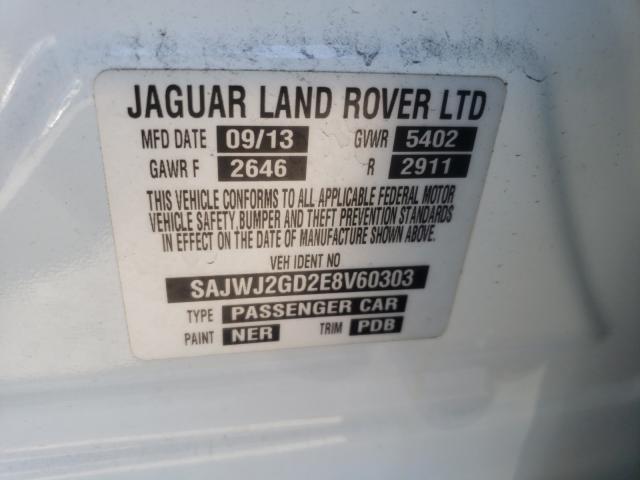 JAGUAR LAND ROVER LTD
MFD DATE 09/13 GVWR 5402
GAWR F 2646 R 2911
THIS VEHICLE CONFORMS TO ALL APPLICABLE FEDERAL MOTOR
VEHICLE SAFETY, BUMPER AND THEFT PREVENTION STANDARDS
IN EFFECT ON THE DATE OF MANUFACTURE SHOWN ABOVE.
VEH IDENT NO
SAJWJ2GD2E8V60303
TYPE PASSENGER CAR
PAINT NER TRIM PDB